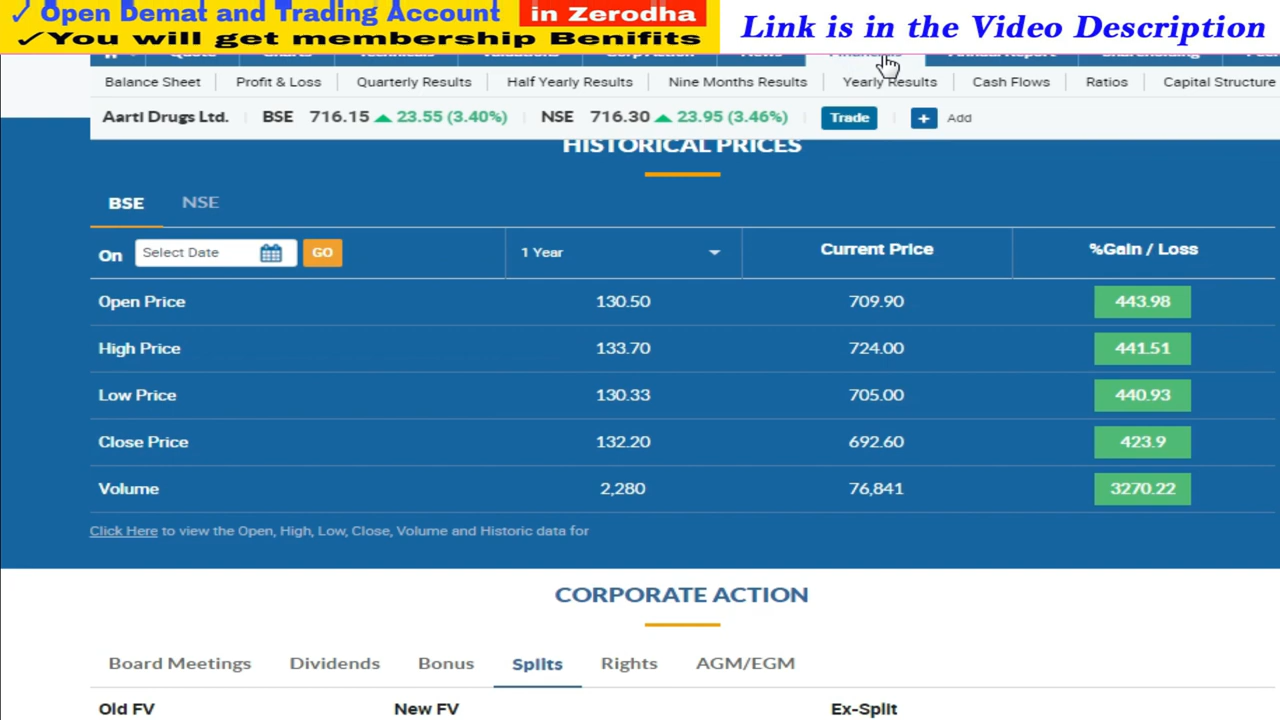 ✓ Open Demat and Trading Account in Zerodha
✓You will get membership Benifits
Link is in the Video Description
Balance Sheet Profit & Loss Quarterly Results Half Yearly Results Nine Months Results Yearly Results Cash Flows Ratios Capital Structure
Aarti Drugs Ltd. BSE 716.15 ▲ 23.55 (3.40%) NSE 716.30 ▲ 23.95 (3.46%) Trade + Add
HISTORICAL PRICES
BSE NSE
On Select Date GO 1 Year Current Price %Gain / Loss
Open Price 130.50 709.90 443.98
High Price 133.70 724.00 441.51
Low Price 130.33 705.00 440.93
Close Price 132.20 692.60 423.9
Volume 2,280 76,841 3270.22
Click Here to view the Open, High, Low, Close, Volume and Historic data for
CORPORATE ACTION
Board Meetings Dividends Bonus Splits Rights AGM/EGM
Old FV New FV Ex-Split